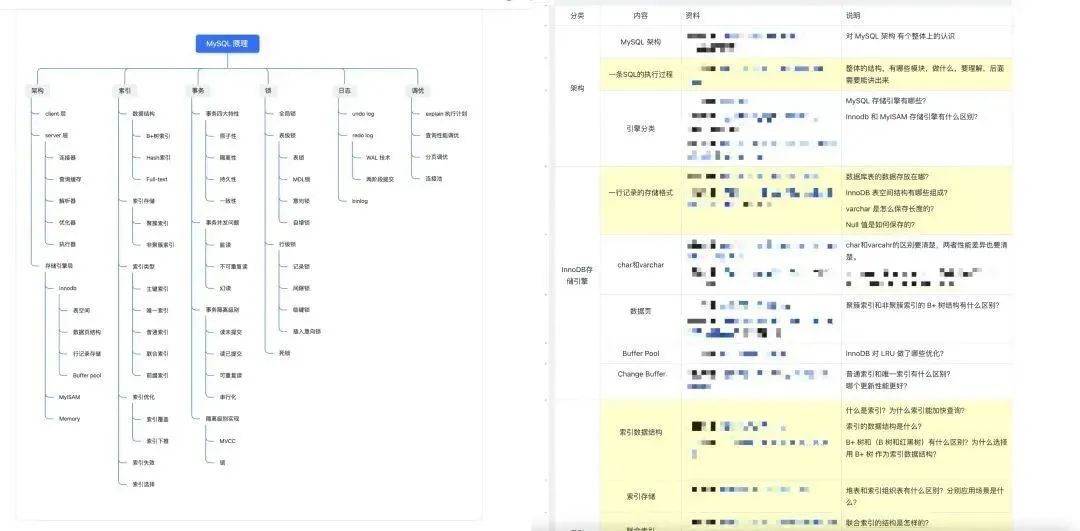 MySQL 原理
架构
client 层
server 层
连接器
查询缓存
解析器
优化器
执行器
存储引擎层
innodb
表空间
数据页结构
行记录存储
Buffer pool
MyISAM
Memory
索引
数据结构
B+树索引
Hash索引
Full-text
索引存储
聚簇索引
非聚簇索引
索引类型
主键索引
唯一索引
普通索引
联合索引
前缀索引
索引优化
索引覆盖
索引下推
索引失效
索引选择
事务
事务四大特性
原子性
隔离性
持久性
一致性
事务并发问题
脏读
不可重复读
幻读
事务隔离级别
读未提交
读已提交
可重复读
串行化
隔离级别实现
MVCC
锁
锁
全局锁
表级锁
表锁
MDL锁
意向锁
自增锁
行级锁
记录锁
间隙锁
临键锁
插入意向锁
死锁
日志
undo log
redo log
WAL 技术
两阶段提交
binlog
调优
explain 执行计划
查询性能调优
分页调优
连接池
分类 内容 资料 说明
架构
MySQL 架构
对 MySQL 架构 有个整体上的认识
一条SQL的执行过程
整体的结构，有哪些模块，做什么，要理解，后面
需要能讲出来
引擎分类
MySQL 存储引擎有哪些？
Innodb 和 MyISAM 存储引擎有什么区别？
InnoDB存
储引擎
一行记录的存储格式
数据库表的数据存放在哪？
InnoDB 表空间结构有哪些组成？
varchar 是怎么保存长度的？
Null 值是如何保存的？
char和varchar
char和varcahr的区别要清楚，两者性能差异也要清
楚。
数据页
聚簇索引和非聚簇索引的 B+ 树结构有什么区别？
Buffer Pool
InnoDB 对 LRU 做了哪些优化？
Change Buffer
普通索引和唯一索引有什么区别？
哪个更新性能更好？
索引数据结构
什么是索引？为什么索引能加快查询？
索引的数据结构是什么？
B+ 树和（B 树和红黑树）有什么区别？为什么选择
用 B+ 树 作为索引数据结构？
索引存储
堆表和索引组织表有什么区别？分别应用场景是什
么？
联合索引
联合索引的结构是怎样的？